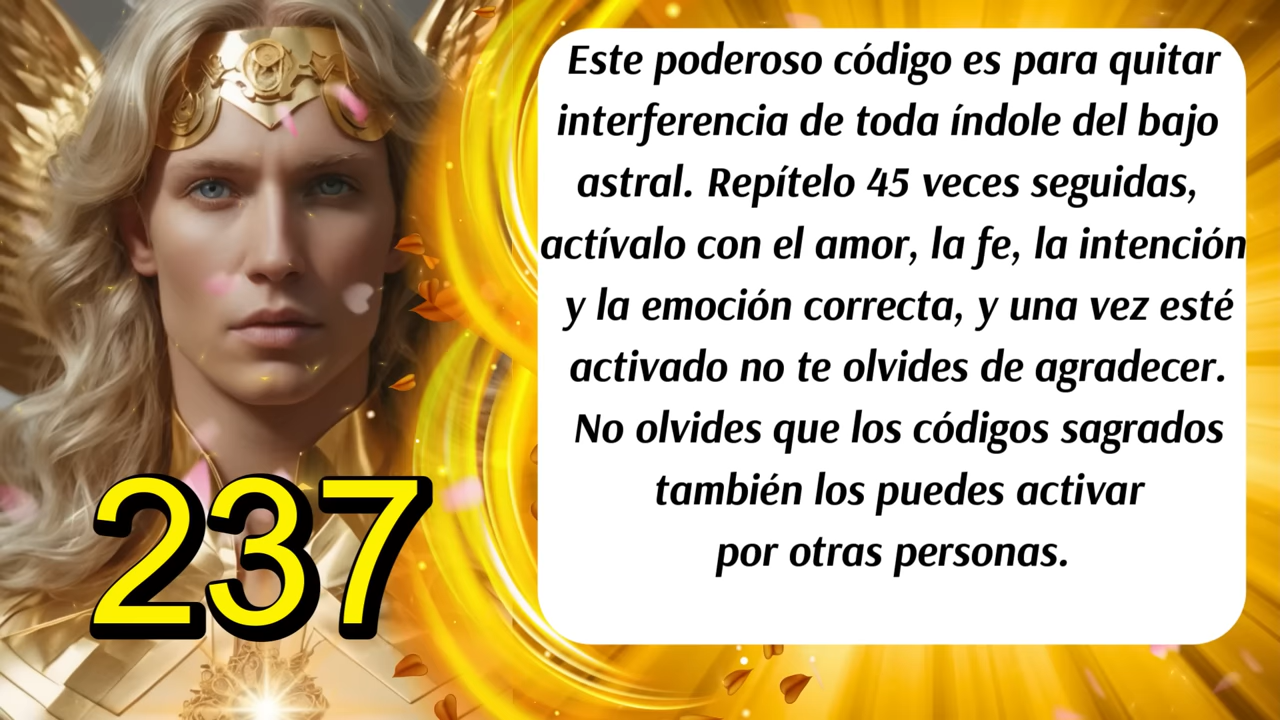 Este poderoso código es para quitar
interferencia de toda índole del bajo
astral. Repítelo 45 veces seguidas,
actívalo con el amor, la fe, la intención
y la emoción correcta, y una vez esté
activado no te olvides de agradecer.
No olvides que los códigos sagrados
también los puedes activar
por otras personas.
237